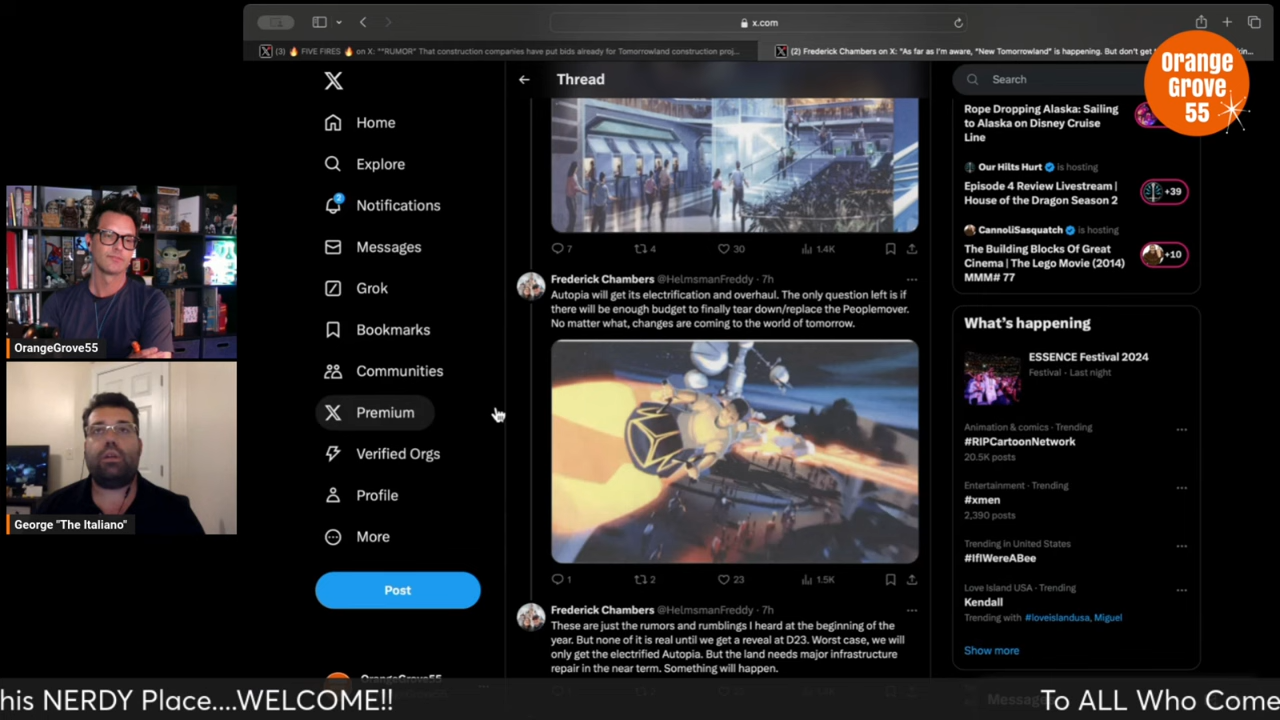 x.com
(3) 🔥 FIVE FIRES 🔥 on X: "*RUMOR" That construction companies have put bids already for Tomorrowland construction proj...
(2) Frederick Chambers on X: "As far as I'm aware, "New Tomorrowland" is happening. But don't get
Orange
Grove
55
Home
Explore
2
Notifications
Messages
Grok
Bookmarks
Communities
Premium
Verified Orgs
Profile
More
Post
OrangeGrove55
Thread
7
4
30
1.4K
Frederick Chambers @HelmsmanFreddy · 7h
Autopia will get its electrification and overhaul. The only question left is if
there will be enough budget to finally tear down/replace the Peoplemover.
No matter what, changes are coming to the world of tomorrow.
1
2
23
1.5K
Frederick Chambers @HelmsmanFreddy · 7h
These are just the rumors and rumblings I heard at the beginning of the
year. But none of it is real until we get a reveal at D23. Worst case, we will
only get the electrified Autopia. But the land needs major infrastructure
repair in the near term. Something will happen.
Search
Rope Dropping Alaska: Sailing
to Alaska on Disney Cruise
Line
Our Hilts Hurt is hosting
Episode 4 Review Livestream |
House of the Dragon Season 2
+39
CannoliSasquatch is hosting
The Building Blocks Of Great
Cinema | The Lego Movie (2014)
MMM# 77
+10
What's happening
ESSENCE Festival 2024
Festival · Last night
Animation & comics · Trending
#RIPCartoonNetwork
20.5K posts
Entertainment · Trending
#xmen
2,390 posts
Trending in United States
#IfIWereABee
Love Island USA · Trending
Kendall
Trending with #loveislandusa, Miguel
Show more
Messages
OrangeGrove55
George "The Italiano"
his NERDY Place....WELCOME!!
To ALL Who Come